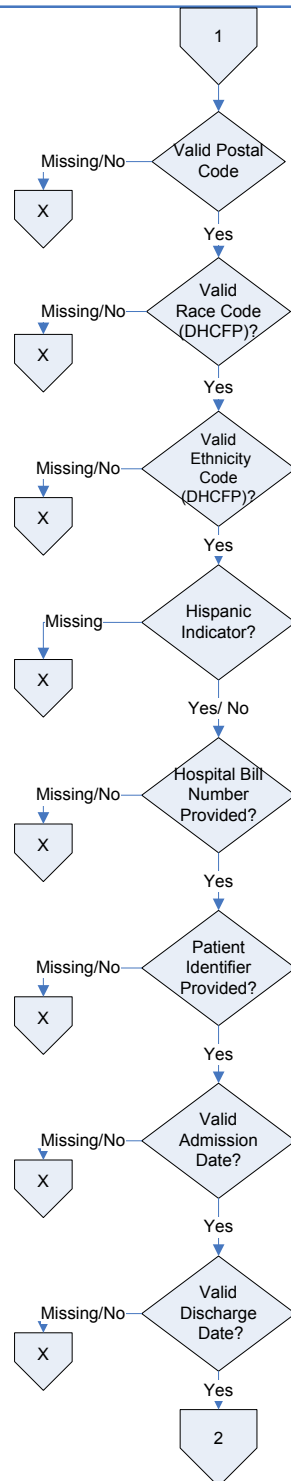 1
Valid Postal
Code
Missing/No
X
Yes
Valid
Race Code
(DHCFP)?
Missing/No
X
Yes
Valid
Ethnicity
Code
(DHCFP)?
Missing/No
X
Yes
Hispanic
Indicator?
Missing
X
Yes/ No
Hospital Bill
Number
Provided?
Missing/No
X
Yes
Patient
Identifier
Provided?
Missing/No
X
Yes
Valid
Admission
Date?
Missing/No
X
Yes
Valid
Discharge
Date?
Missing/No
X
Yes
2